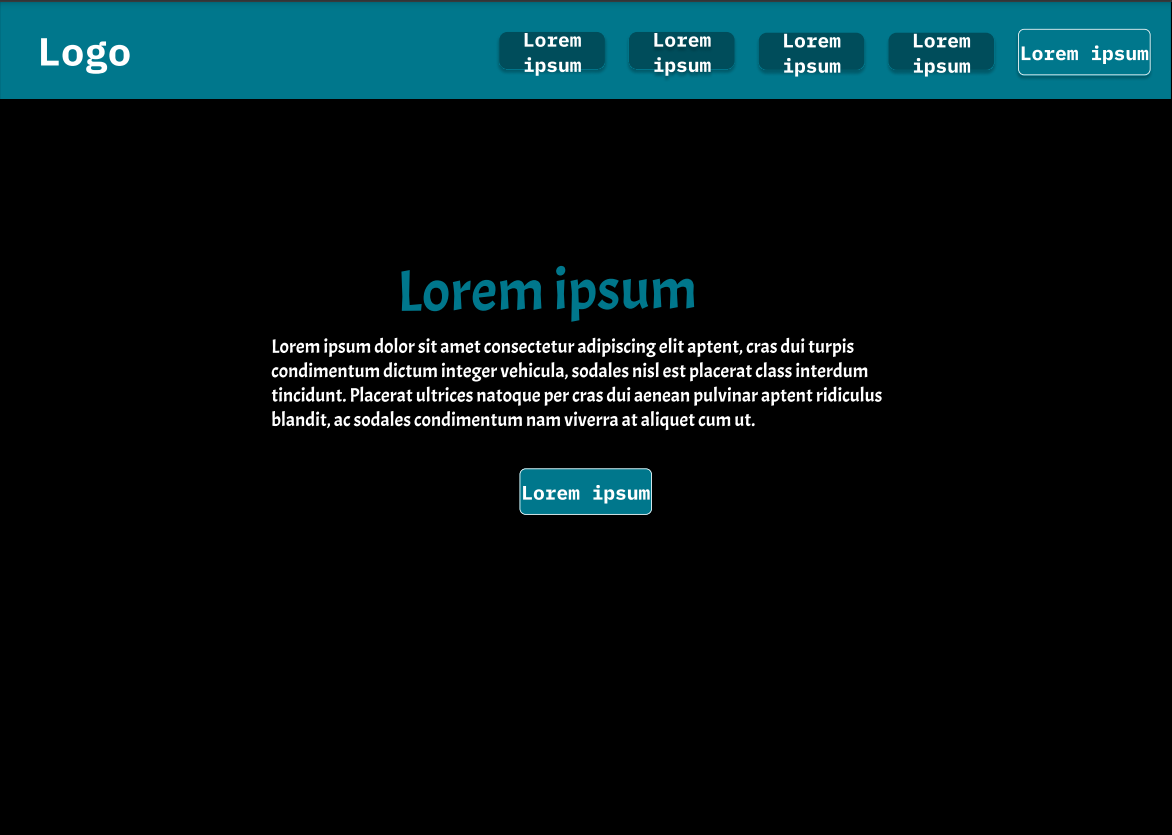 Logo
Lorem
ipsum
Lorem
ipsum
Lorem
ipsum
Lorem
ipsum
Lorem ipsum
Lorem ipsum
Lorem ipsum dolor sit amet consectetur adipiscing elit aptent, cras dui turpis
condimentum dictum integer vehicula, sodales nisl est placerat class interdum
tincidunt. Placerat ultrices natoque per cras dui aenean pulvinar aptent ridiculus
blandit, ac sodales condimentum nam viverra at aliquet cum ut.
Lorem ipsum